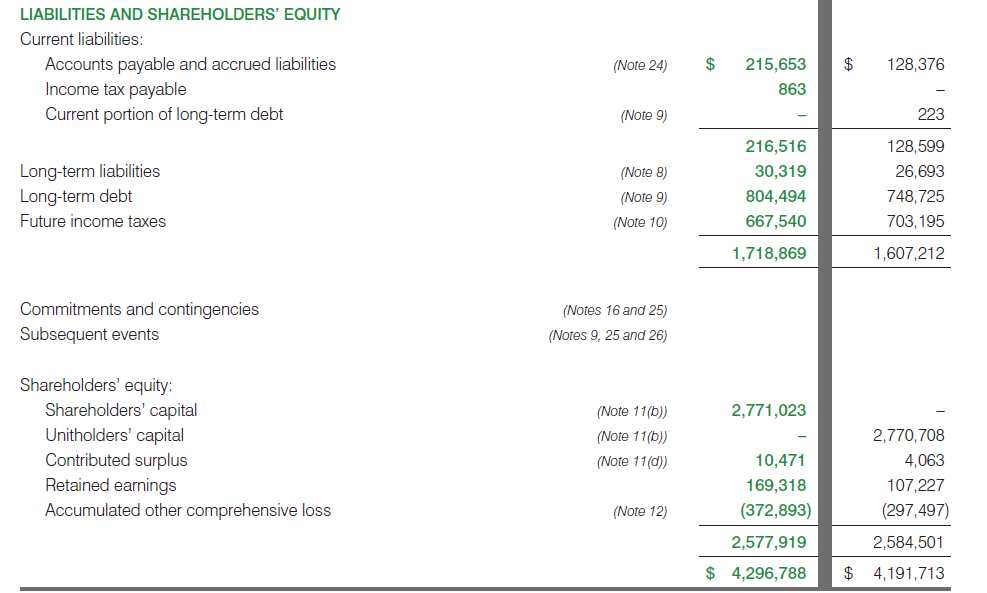 LIABILITIES AND SHAREHOLDERS’ EQUITY
Current liabilities:
Accounts payable and accrued liabilities (Note 24) $ 215,653 $ 128,376
Income tax payable 863 –
Current portion of long-term debt (Note 9) – 223
216,516 128,599
Long-term liabilities (Note 8) 30,319 26,693
Long-term debt (Note 9) 804,494 748,725
Future income taxes (Note 10) 667,540 703,195
1,718,869 1,607,212
Commitments and contingencies (Notes 16 and 25)
Subsequent events (Notes 9, 25 and 26)
Shareholders’ equity:
Shareholders’ capital (Note 11(b)) 2,771,023 –
Unitholders’ capital (Note 11(b)) – 2,770,708
Contributed surplus (Note 11(d)) 10,471 4,063
Retained earnings 169,318 107,227
Accumulated other comprehensive loss (Note 12) (372,893) (297,497)
2,577,919 2,584,501
$ 4,296,788 $ 4,191,713